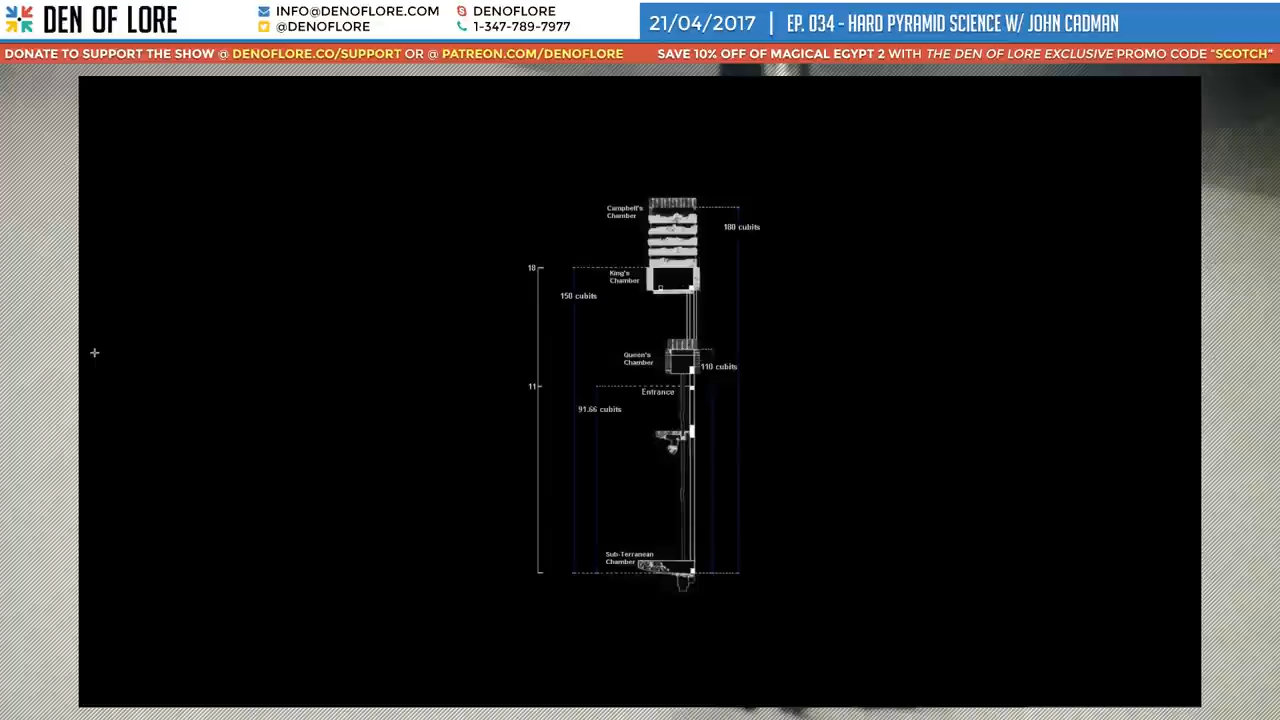 DEN OF LORE
INFO@DENOFLORE.COM
@DENOFLORE
DENOFLORE
1-347-789-7977
21/04/2017 | EP. 034 - HARD PYRAMID SCIENCE W/ JOHN CADMAN
DONATE TO SUPPORT THE SHOW @ DENOFLORE.CO/SUPPORT OR @ PATREON.COM/DENOFLORE
SAVE 10% OFF OF MAGICAL EGYPT 2 WITH THE DEN OF LORE EXCLUSIVE PROMO CODE "SCOTCH"
Campbell's
Chamber
180 cubits
18
King's
Chamber
150 cubits
Queen's
Chamber
110 cubits
11
Entrance
91.66 cubits
Sub-Terranean
Chamber